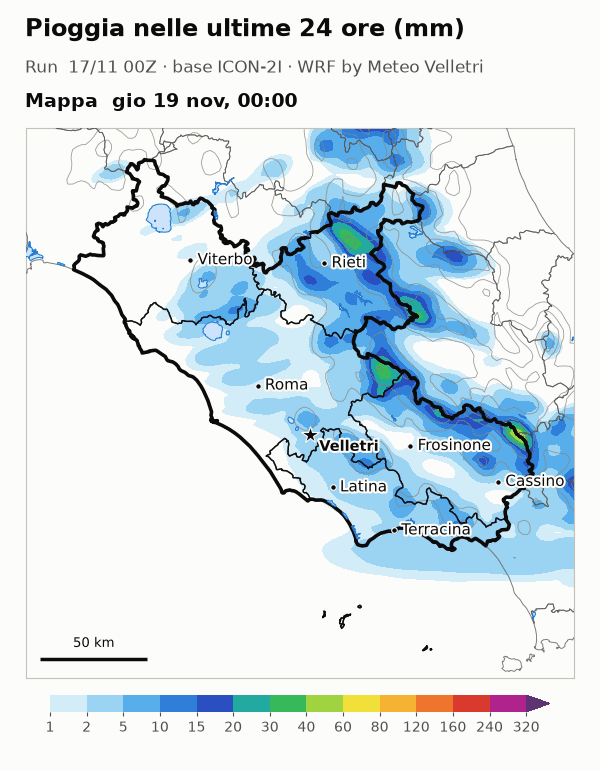 Pioggia nelle ultime 24 ore (mm)
Run  17/11 00Z · base ICON-2I · WRF by Meteo Velletri
Mappa  gio 19 nov, 00:00
Viterbo
Rieti
Roma
Velletri
Frosinone
Cassino
Latina
Terracina
50 km
1 2 5 10 15 20 30 40 60 80 120 160 240 320